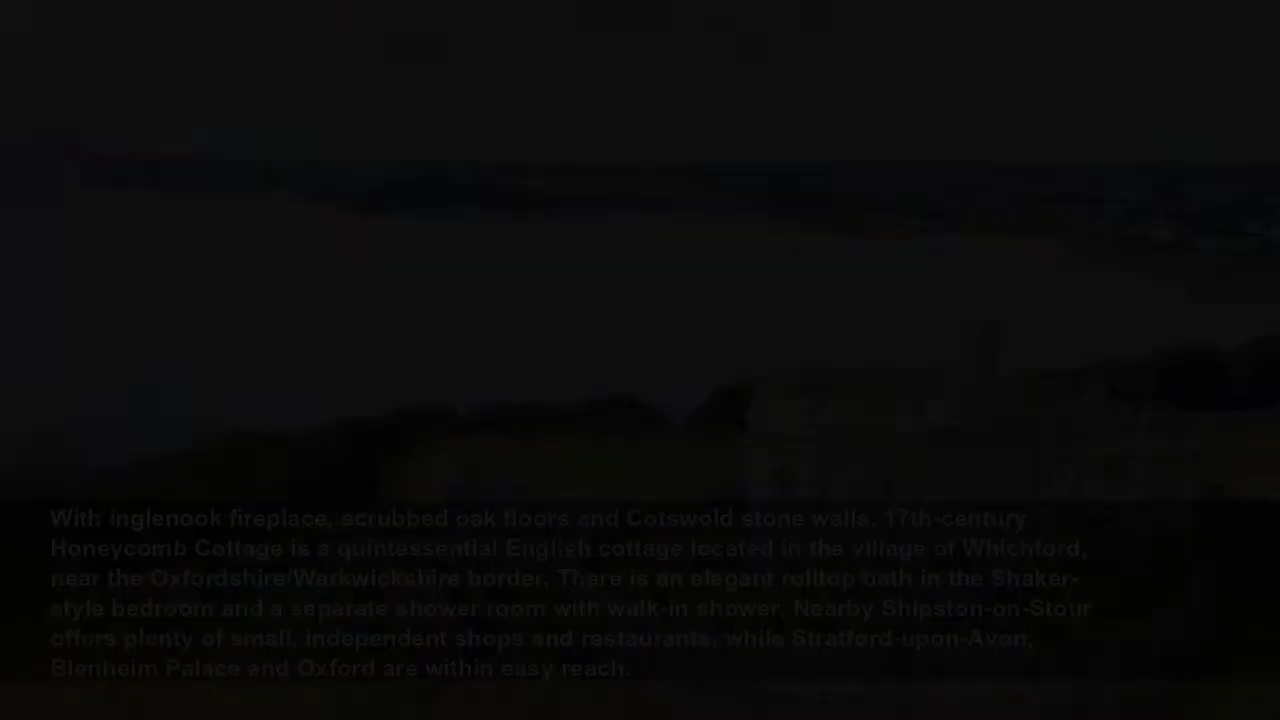 With inglenook fireplace, scrubbed oak floors and Cotswold stone walls, 17th-century
Honeycomb Cottage is a quintessential English cottage located in the village of Whichford,
near the Oxfordshire/Warkwickshire border. There is an elegant rolltop bath in the Shaker-
style bedroom and a separate shower room with walk-in shower. Nearby Shipston-on-Stour
offers plenty of small, independent shops and restaurants, while Stratford-upon-Avon,
Blenheim Palace and Oxford are within easy reach.